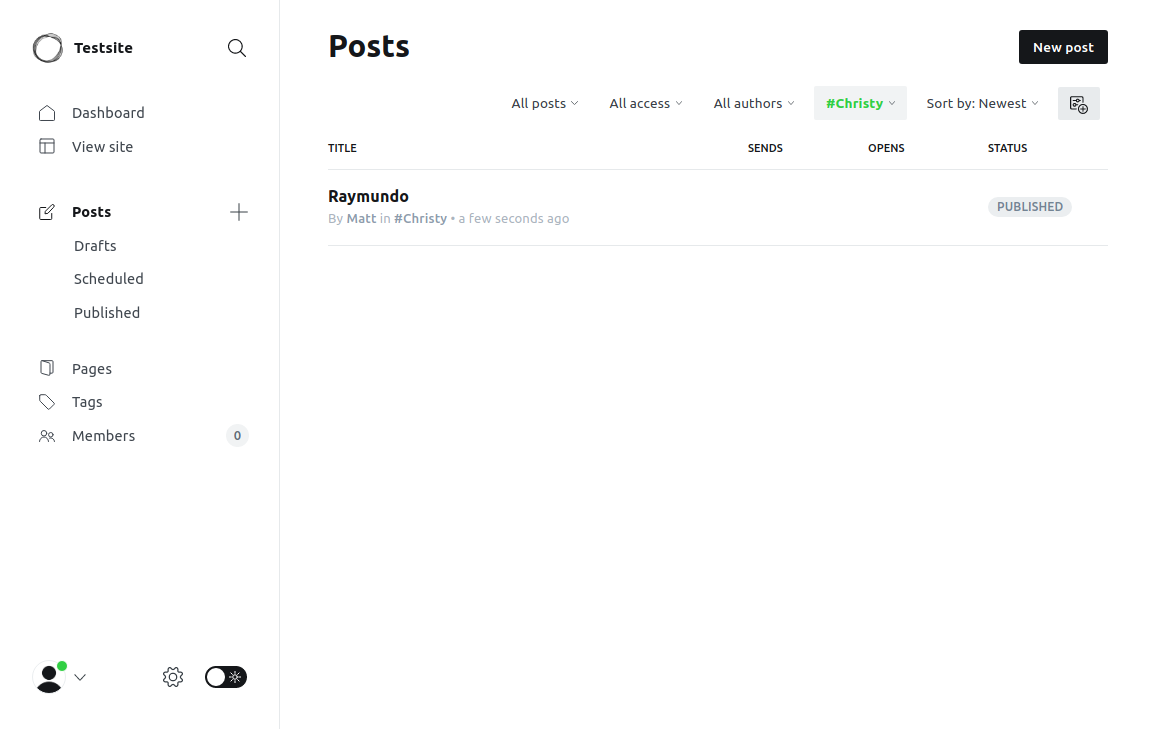 Testsite
Dashboard
View site
Posts
Drafts
Scheduled
Published
Pages
Tags
Members 0
Posts
New post
All posts All access All authors #Christy Sort by: Newest
TITLE SENDS OPENS STATUS
Raymundo
By Matt in #Christy • a few seconds ago
PUBLISHED